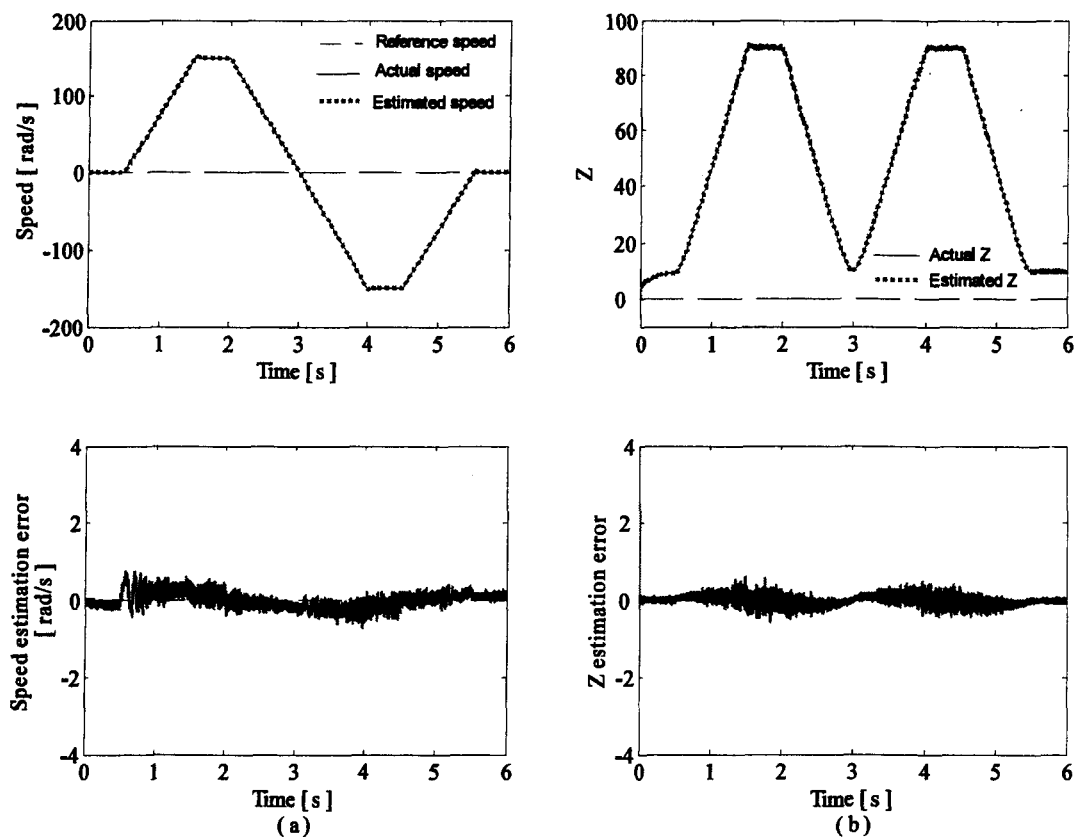 200
100
0
-100
-200
Speed [ rad/s ]
Reference speed
Actual speed
Estimated speed
0 1 2 3 4 5 6
Time [ s ]
100
80
60
40
20
0
Z
Actual Z
Estimated Z
0 1 2 3 4 5 6
Time [ s ]
4
2
0
-2
-4
Speed estimation error
[ rad/s ]
0 1 2 3 4 5 6
Time [ s ]
( a )
4
2
0
-2
-4
Z estimation error
0 1 2 3 4 5 6
Time [ s ]
( b )